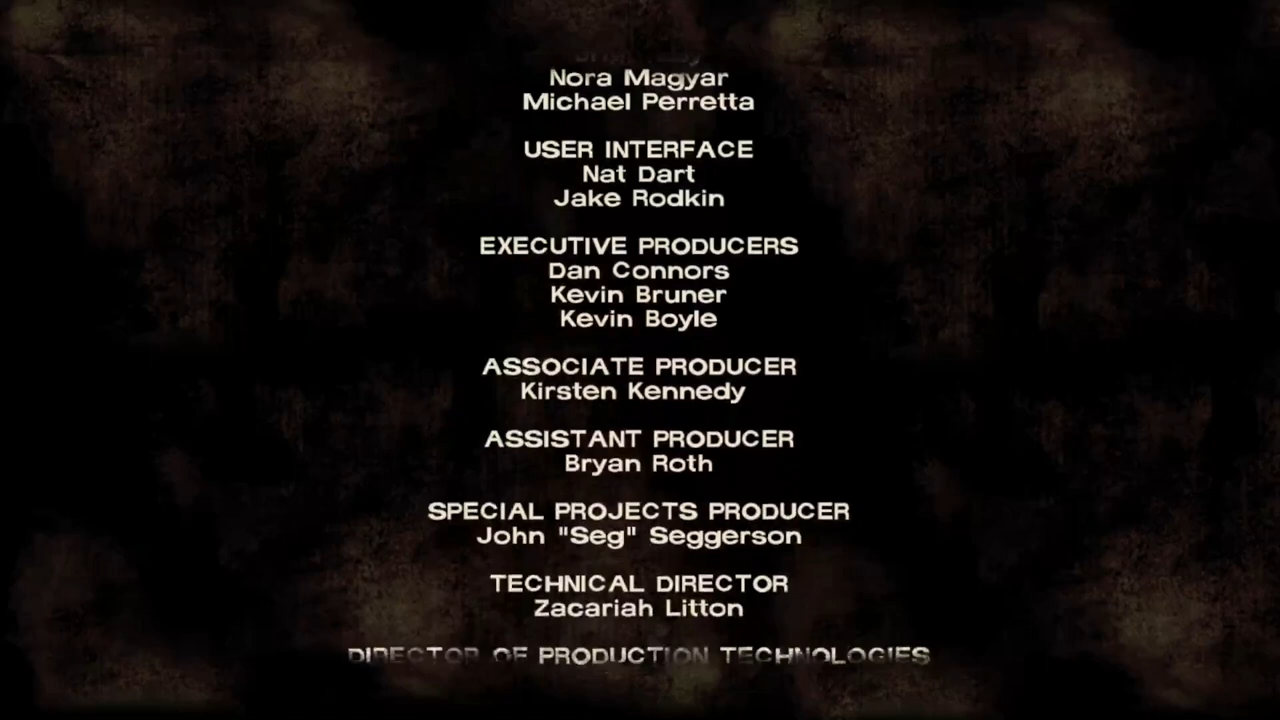 Nora Magyar
Michael Perretta
USER INTERFACE
Nat Dart
Jake Rodkin
EXECUTIVE PRODUCERS
Dan Connors
Kevin Bruner
Kevin Boyle
ASSOCIATE PRODUCER
Kirsten Kennedy
ASSISTANT PRODUCER
Bryan Roth
SPECIAL PROJECTS PRODUCER
John "Seg" Seggerson
TECHNICAL DIRECTOR
Zacariah Litton
DIRECTOR OF PRODUCTION TECHNOLOGIES